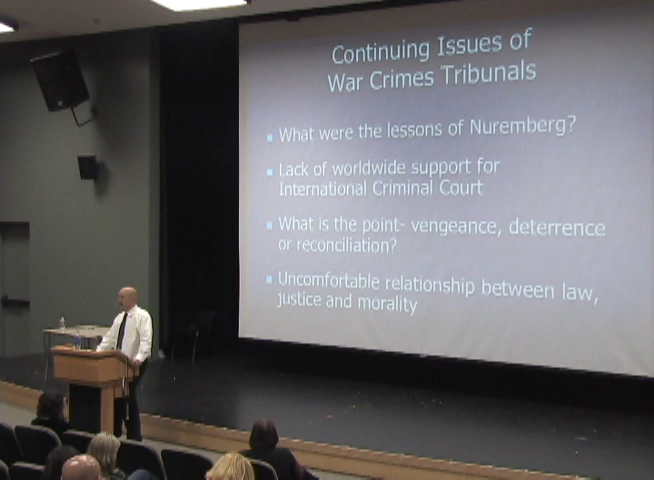 Continuing Issues of
War Crimes Tribunals
What were the lessons of Nuremberg?
Lack of worldwide support for
International Criminal Court
What is the point- vengeance, deterrence
or reconciliation?
Uncomfortable relationship between law,
justice and morality